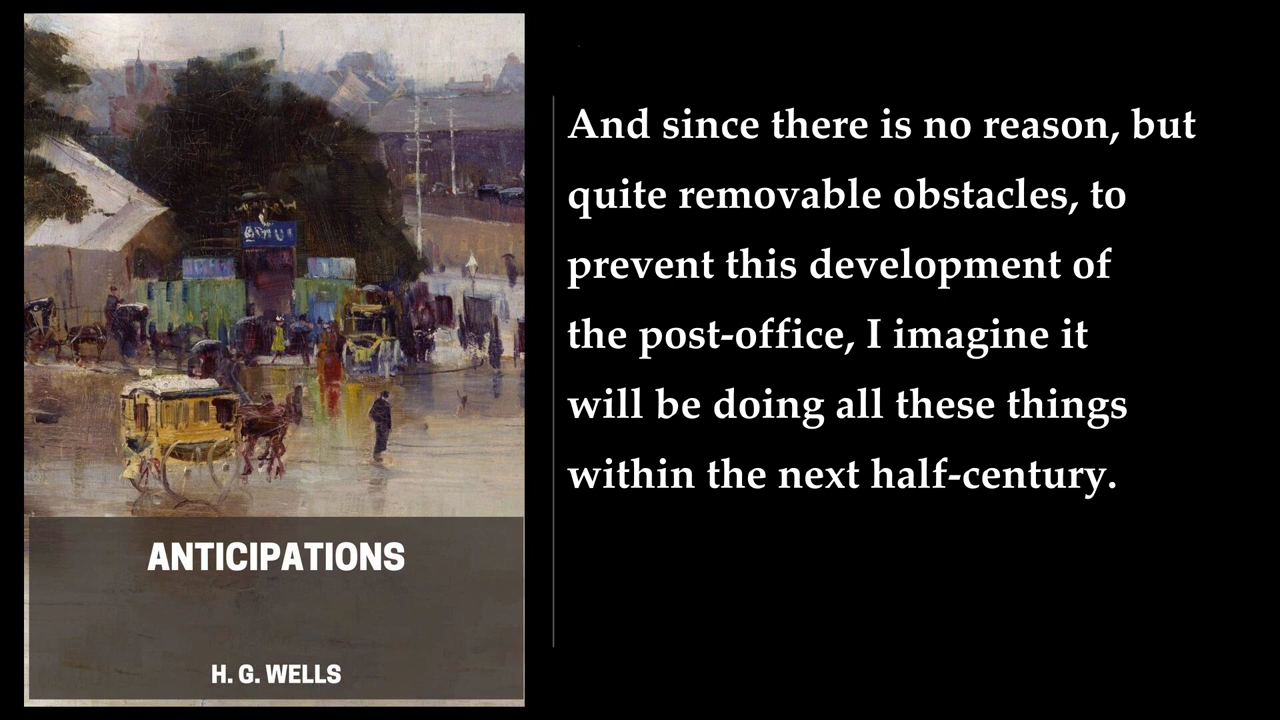 And since there is no reason, but
quite removable obstacles, to
prevent this development of
the post-office, I imagine it
will be doing all these things
within the next half-century.
ANTICIPATIONS
H. G. WELLS